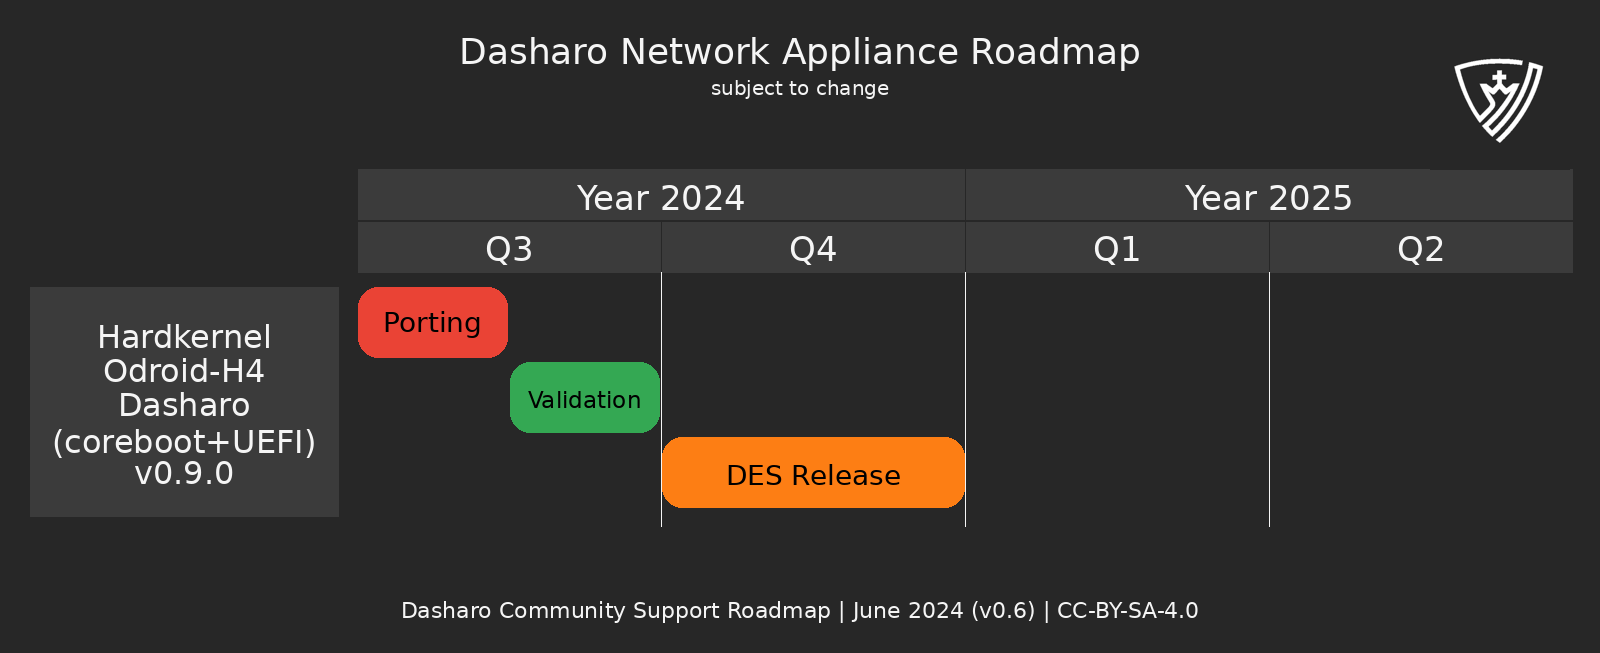 Dasharo Network Appliance Roadmap
subject to change
Year 2024
Year 2025
Q3
Q4
Q1
Q2
Hardkernel
Odroid-H4
Dasharo
(coreboot+UEFI)
v0.9.0
Porting
Validation
DES Release
Dasharo Community Support Roadmap | June 2024 (v0.6) | CC-BY-SA-4.0